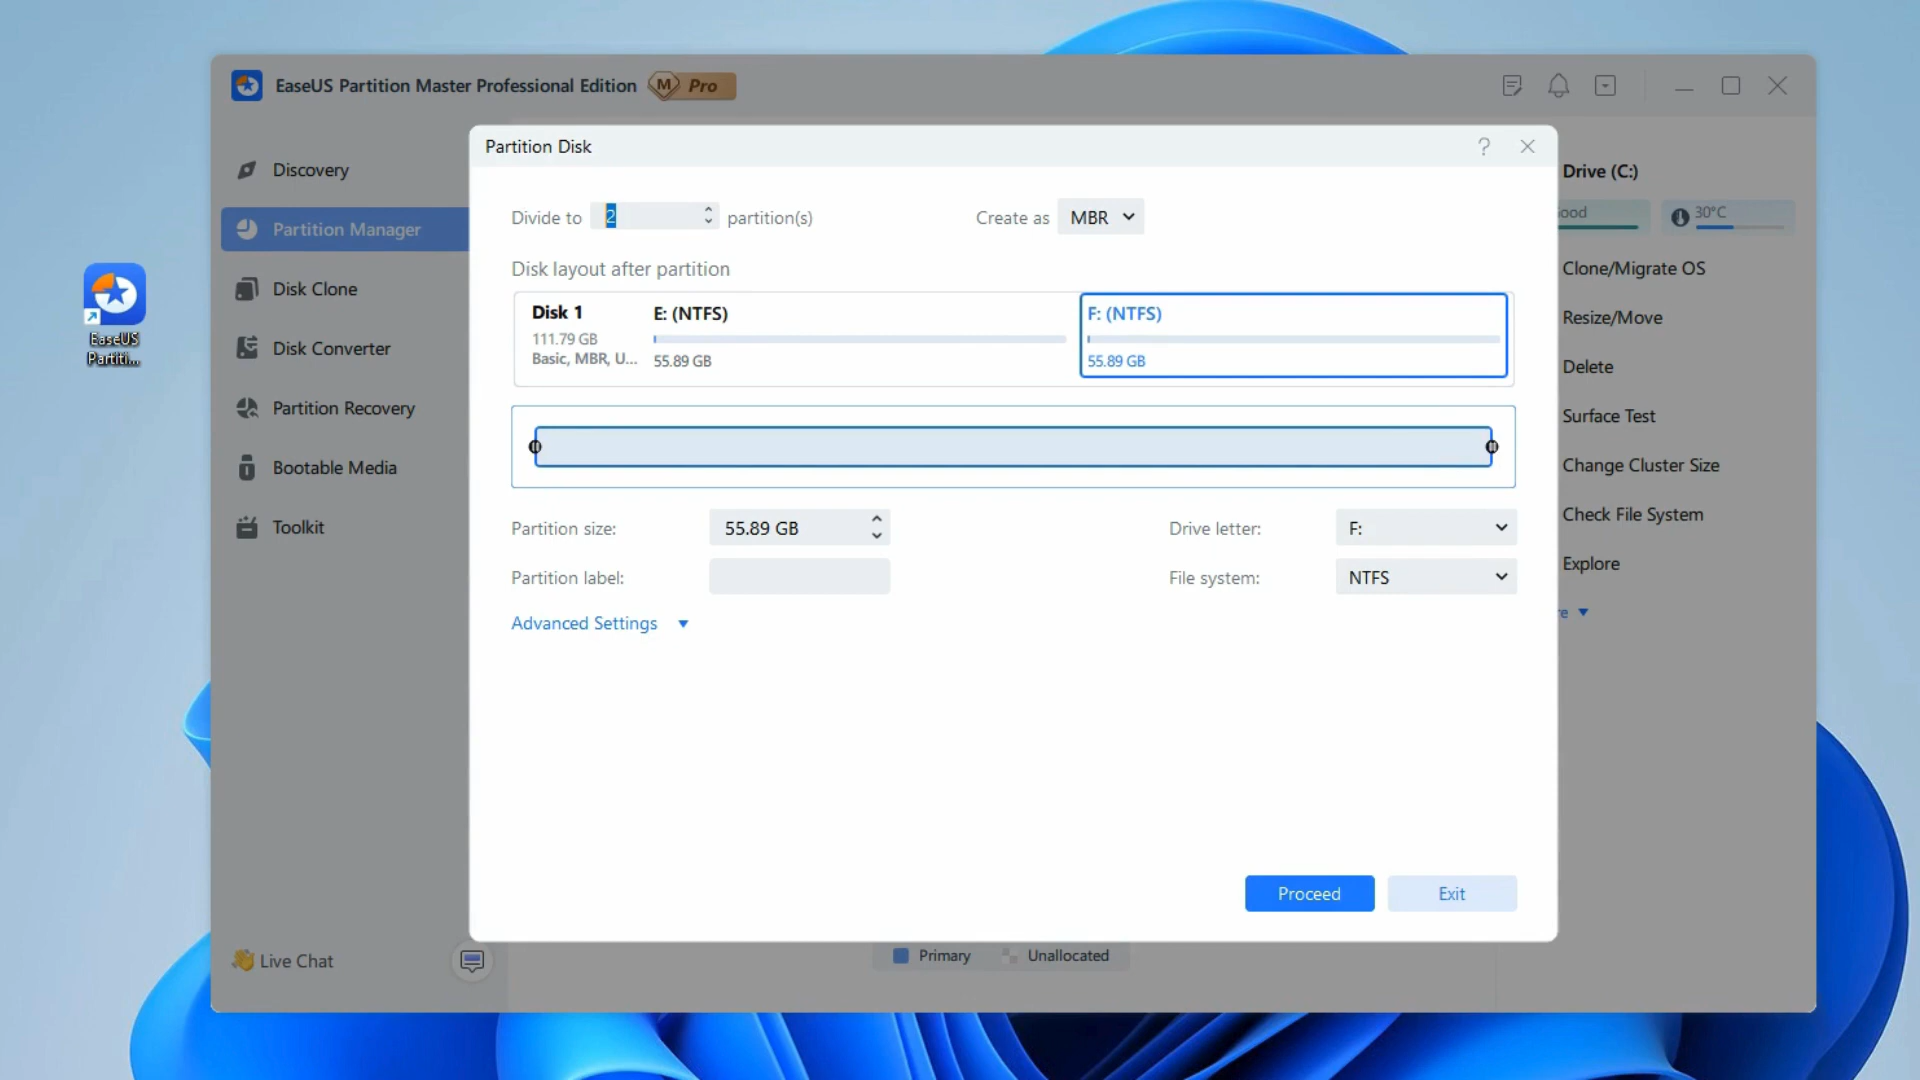 EaseUS Partition Master Professional Edition M Pro
EaseUS
Partiti...
Discovery
Partition Manager
Disk Clone
Disk Converter
Partition Recovery
Bootable Media
Toolkit
Live Chat
Partition Disk
Divide to 2 partition(s)
Create as MBR
Disk layout after partition
Disk 1
111.79 GB
Basic, MBR, U...
E: (NTFS)
55.89 GB
F: (NTFS)
55.89 GB
Partition size: 55.89 GB
Drive letter: F:
Partition label:
File system: NTFS
Advanced Settings
Proceed
Exit
Primary
Unallocated
Drive (C:)
ood
30°C
Clone/Migrate OS
Resize/Move
Delete
Surface Test
Change Cluster Size
Check File System
Explore
e